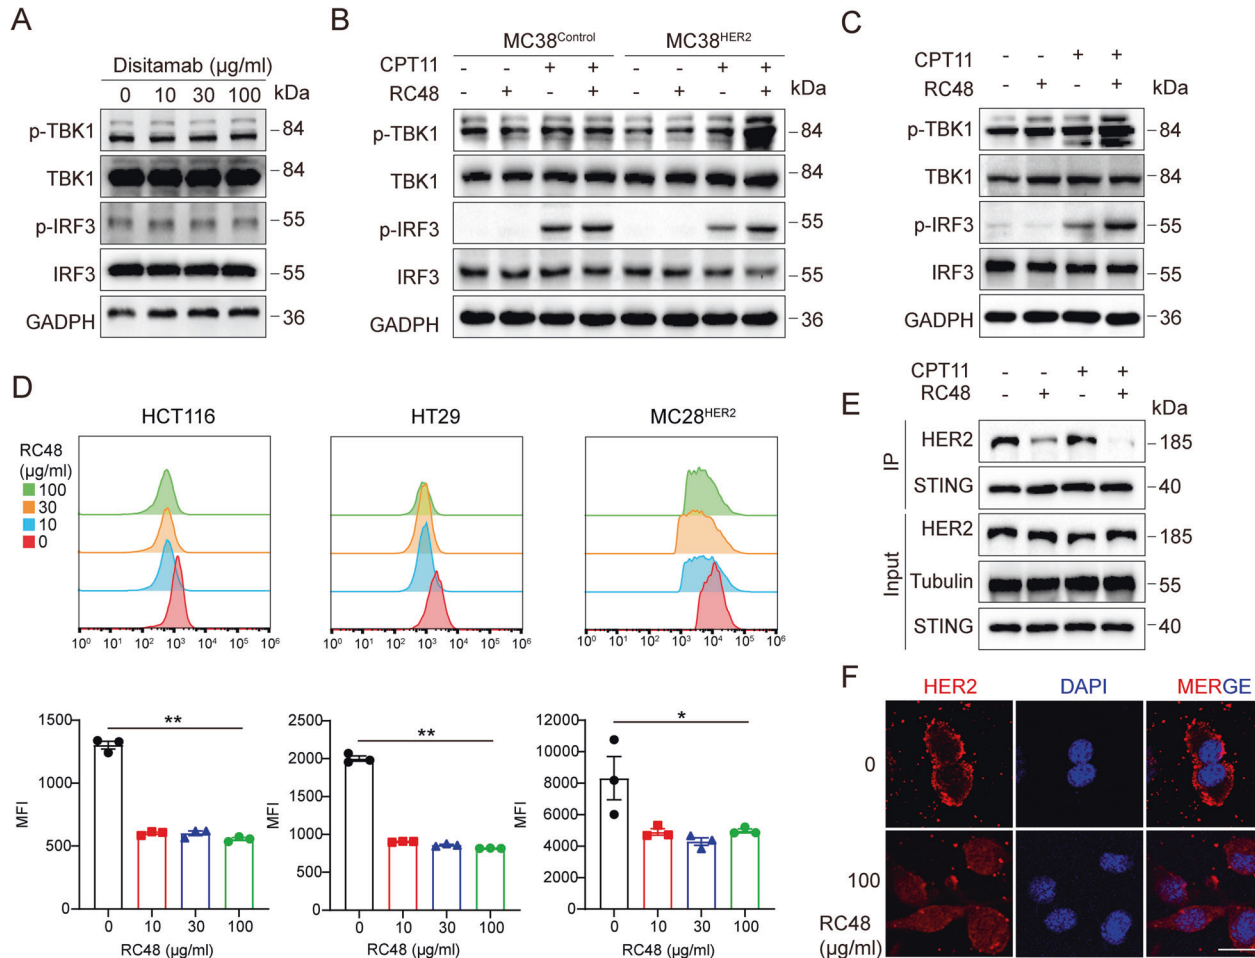 A
Disitamab (µg/ml)
0 10 30 100 kDa
p-TBK1 84
TBK1 84
p-IRF3 55
IRF3 55
GADPH 36
B
MC38Control MC38HER2
CPT11 - - + + - - + +
RC48 - + - + - + - + kDa
p-TBK1 84
TBK1 84
p-IRF3 55
IRF3 55
GADPH 36
C
CPT11 - - + +
RC48 - + - + kDa
p-TBK1 84
TBK1 84
p-IRF3 55
IRF3 55
GADPH 36
D
HCT116 HT29 MC28HER2
RC48
(µg/ml)
100
30
10
0
10⁰ 10¹ 10² 10³ 10⁴ 10⁵ 10⁶
10⁰ 10¹ 10² 10³ 10⁴ 10⁵ 10⁶
10⁰ 10¹ 10² 10³ 10⁴ 10⁵ 10⁶
**
MFI
1500
1000
500
0
0 10 30 100
RC48 (µg/ml)
**
MFI
2500
2000
1500
1000
500
0
0 10 30 100
RC48 (µg/ml)
*
MFI
12000
10000
8000
6000
4000
2000
0
0 10 30 100
RC48 (µg/ml)
E
CPT11 - - + +
RC48 - + - + kDa
IP
HER2 185
STING 40
Input
HER2 185
Tubulin 55
STING 40
F
HER2 DAPI MERGE
0
100
RC48
(µg/ml)